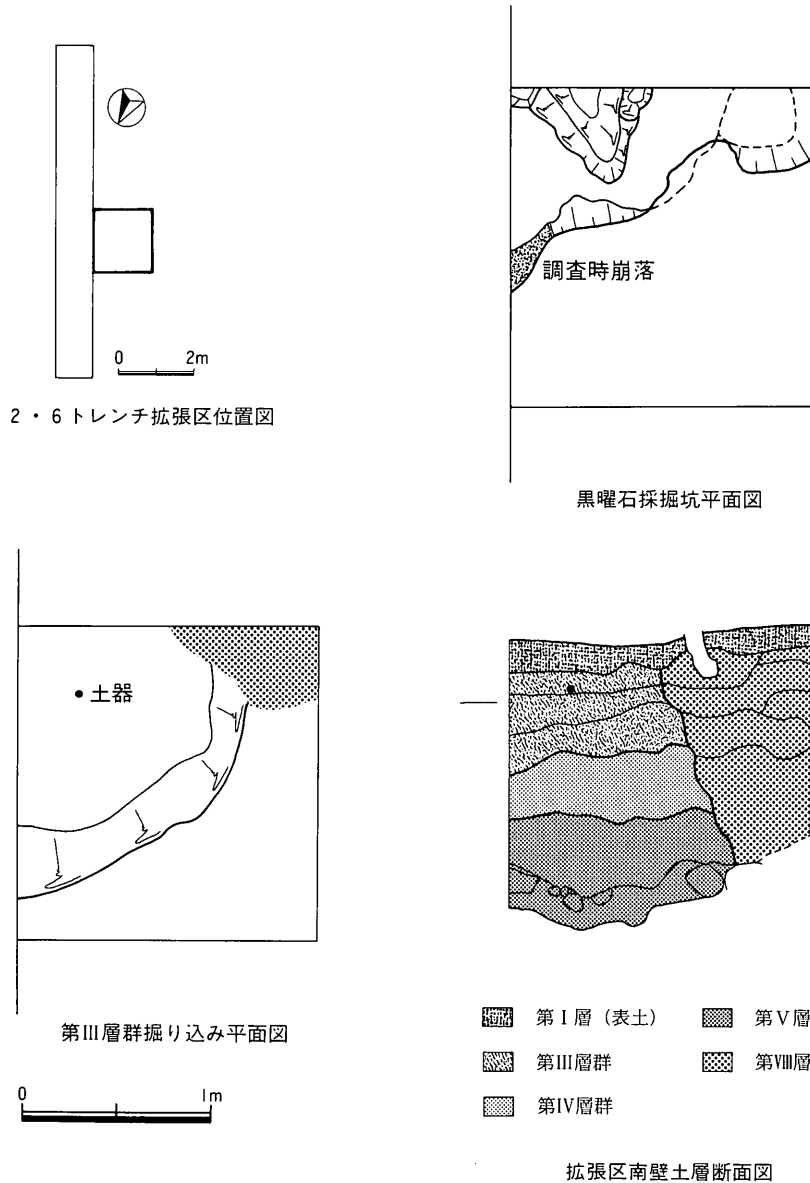 0 2m
2・6トレンチ拡張区位置図
調査時崩落
黒曜石採掘坑平面図
土器
第III層群掘り込み平面図
0 1m
第Ⅰ層（表土）
第Ⅴ層
第III層群
第Ⅷ層
第Ⅳ層群
拡張区南壁土層断面図